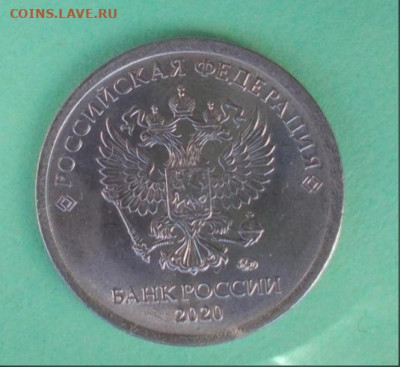 COINS.LAVE.RU
РОССИЙСКАЯ ФЕДЕРАЦИЯ
БАНК РОССИИ
2020